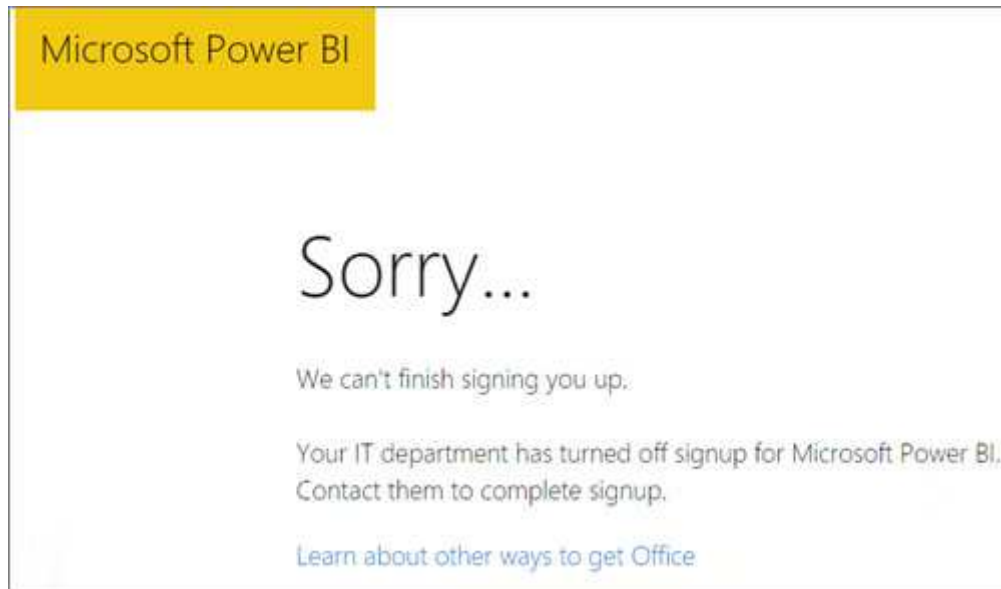 Microsoft Power BI
Sorry...
We can't finish signing you up.
Your IT department has turned off signup for Microsoft Power BI.
Contact them to complete signup.
Learn about other ways to get Office